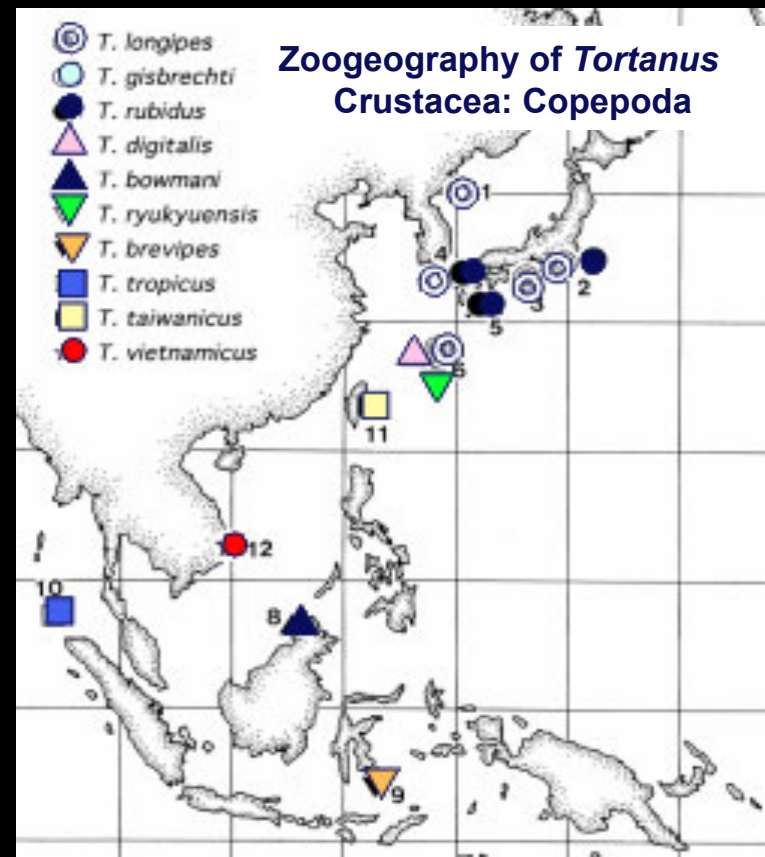 Zoogeography of Tortanus
Crustacea: Copepoda
T. longipes
T. gisbrechti
T. rubidus
T. digitalis
T. bowmani
T. ryukyuensis
T. brevipes
T. tropicus
T. taiwanicus
T. vietnamicus
1
4
2
3
5
6
11
12
10
8
9